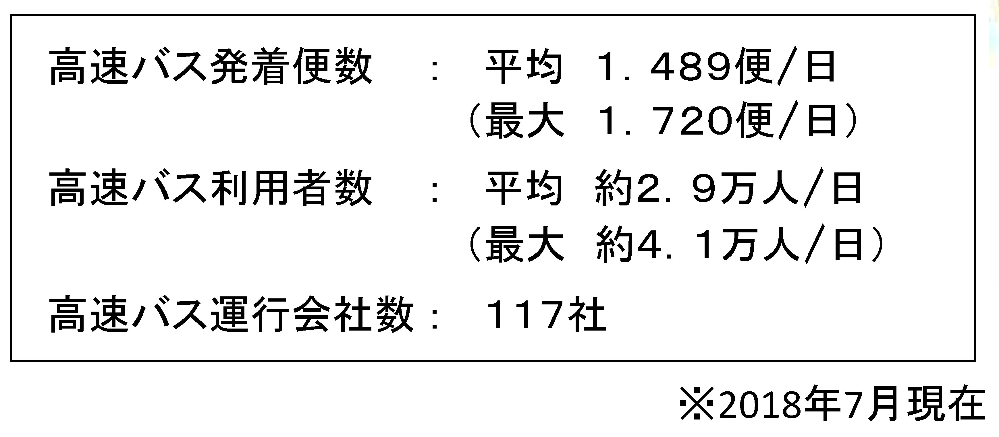 高速バス発着便数　：　平均　１．４８９便/日
（最大　１．７２０便/日）
高速バス利用者数　：　平均　約２．９万人/日
（最大　約４．１万人/日）
高速バス運行会社数：　１１７社
※2018年7月現在